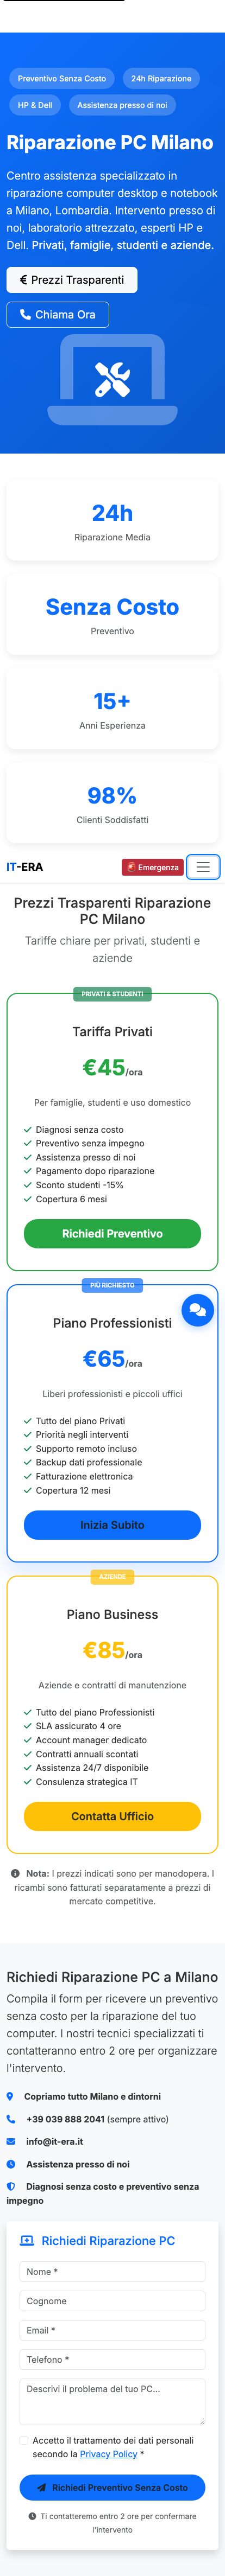 Preventivo Senza Costo
24h Riparazione
HP & Dell
Assistenza presso di noi
Riparazione PC Milano
Centro assistenza specializzato in
riparazione computer desktop e notebook
a Milano, Lombardia. Intervento presso di
noi, laboratorio attrezzato, esperti HP e
Dell. Privati, famiglie, studenti e aziende.
€ Prezzi Trasparenti
Chiama Ora
24h
Riparazione Media
Senza Costo
Preventivo
15+
Anni Esperienza
98%
Clienti Soddisfatti
IT-ERA
🚨 Emergenza
Prezzi Trasparenti Riparazione
PC Milano
Tariffe chiare per privati, studenti e
aziende
PRIVATI & STUDENTI
Tariffa Privati
€45/ora
Per famiglie, studenti e uso domestico
Diagnosi senza costo
Preventivo senza impegno
Assistenza presso di noi
Pagamento dopo riparazione
Sconto studenti -15%
Copertura 6 mesi
Richiedi Preventivo
PIÙ RICHIESTO
Piano Professionisti
€65/ora
Liberi professionisti e piccoli uffici
Tutto del piano Privati
Priorità negli interventi
Supporto remoto incluso
Backup dati professionale
Fatturazione elettronica
Copertura 12 mesi
Inizia Subito
AZIENDE
Piano Business
€85/ora
Aziende e contratti di manutenzione
Tutto del piano Professionisti
SLA assicurato 4 ore
Account manager dedicato
Contratti annuali scontati
Assistenza 24/7 disponibile
Consulenza strategica IT
Contatta Ufficio
Nota: I prezzi indicati sono per manodopera. I
ricambi sono fatturati separatamente a prezzi di
mercato competitive.
Richiedi Riparazione PC a Milano
Compila il form per ricevere un preventivo
senza costo per la riparazione del tuo
computer. I nostri tecnici specializzati ti
contatteranno entro 2 ore per organizzare
l'intervento.
Copriamo tutto Milano e dintorni
+39 039 888 2041 (sempre attivo)
info@it-era.it
Assistenza presso di noi
Diagnosi senza costo e preventivo senza
impegno
Richiedi Riparazione PC
Nome *
Cognome
Email *
Telefono *
Descrivi il problema del tuo PC...
Accetto il trattamento dei dati personali
secondo la Privacy Policy *
Richiedi Preventivo Senza Costo
Ti contatteremo entro 2 ore per confermare
l'intervento